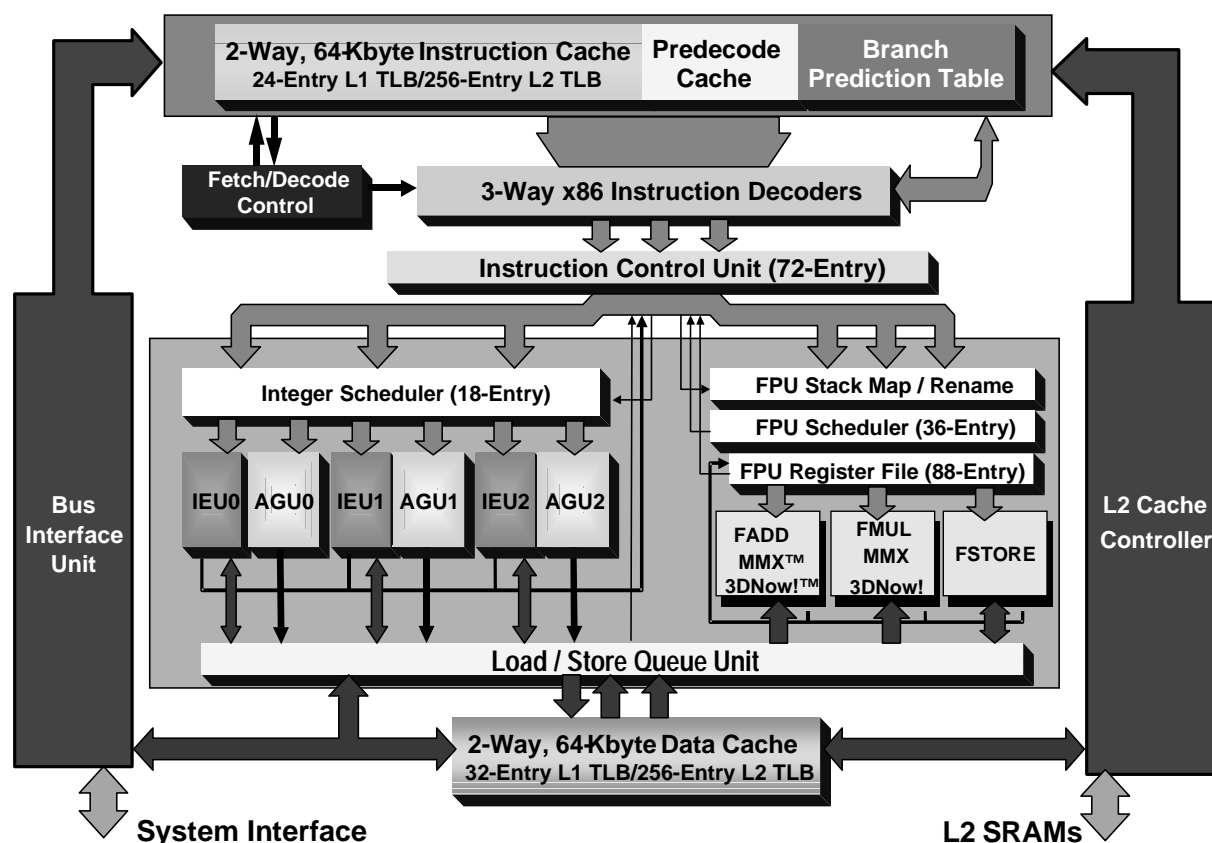 2-Way, 64-Kbyte Instruction Cache
24-Entry L1 TLB/256-Entry L2 TLB
Predecode
Cache
Branch
Prediction Table
Fetch/Decode
Control
3-Way x86 Instruction Decoders
Instruction Control Unit (72-Entry)
Integer Scheduler (18-Entry)
FPU Stack Map / Rename
FPU Scheduler (36-Entry)
FPU Register File (88-Entry)
IEU0
AGU0
IEU1
AGU1
IEU2
AGU2
FADD
MMX™
3DNow!™
FMUL
MMX
3DNow!
FSTORE
Bus
Interface
Unit
L2 Cache
Controller
Load / Store Queue Unit
2-Way, 64-Kbyte Data Cache
32-Entry L1 TLB/256-Entry L2 TLB
System Interface
L2 SRAMs